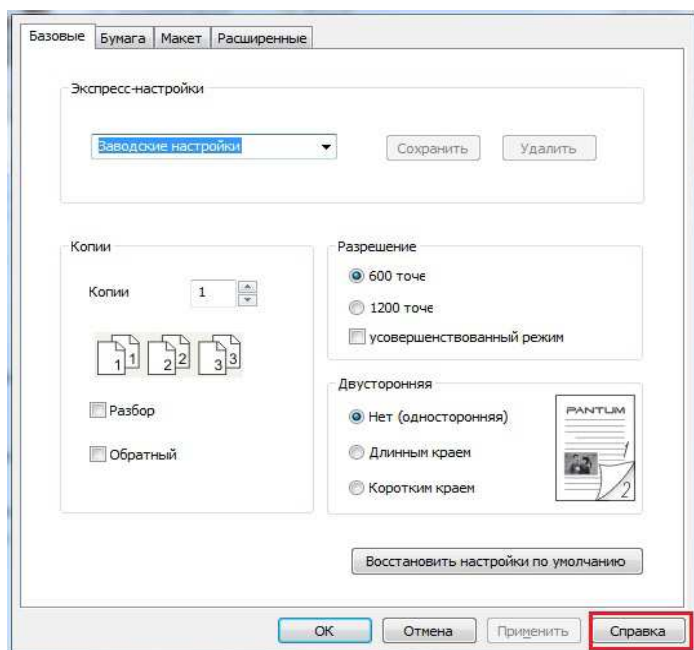 Базовые Бумага Макет Расширенные
Экспресс-настройки
Заводские настройки Сохранить Удалить
Копии
Копии 1
1 1 2 2 3 3
Разбор
Обратный
Разрешение
600 точе
1200 точе
усовершенствованный режим
Двусторонняя
Нет (односторонняя)
Длинным краем
Коротким краем
PANTUM
1
2
Восстановить настройки по умолчанию
ОК Отмена Применить Справка